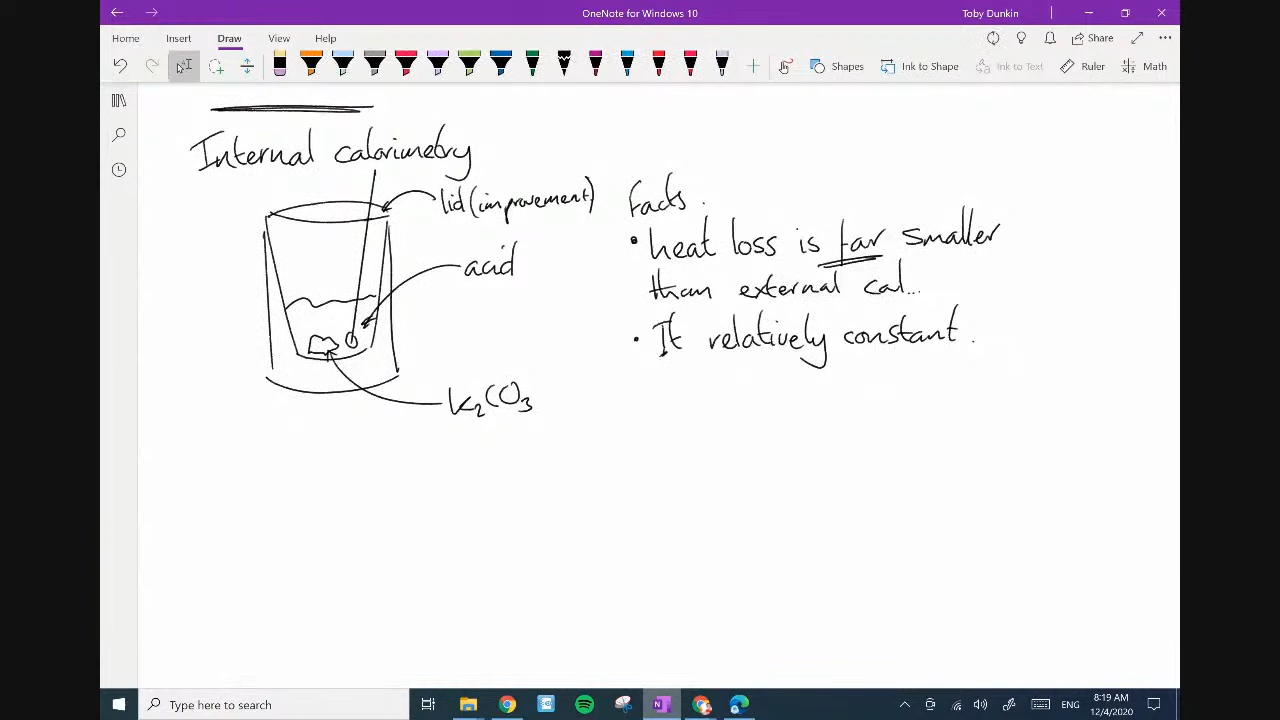 OneNote for Windows 10
Toby Dunkin
Home
Insert
Draw
View
Help
Share
Shapes
Ink to Shape
Ink to Text
Ruler
Math
Internal calorimetry
lid (improvement)
acid
K2CO3
Facts.
• heat loss is far smaller
than external cal...
• It relatively constant.
Type here to search
ENG
8:19 AM
12/4/2020